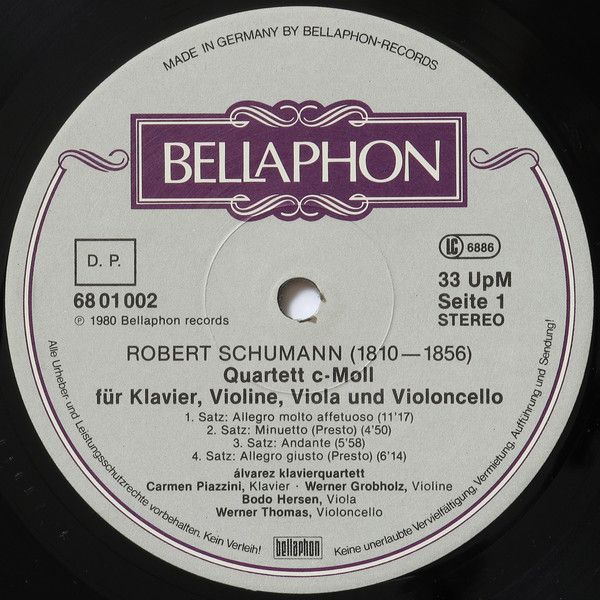 MADE IN GERMANY BY BELLAPHON-RECORDS
BELLAPHON
D. P.
68 01 002
℗ 1980 Bellaphon records
LC 6886
33 UpM
Seite 1
STEREO
ROBERT SCHUMANN (1810—1856)
Quartett c-Moll
für Klavier, Violine, Viola und Violoncello
1. Satz: Allegro molto affetuoso (11'17)
2. Satz: Minuetto (Presto) (4'50)
3. Satz: Andante (5'58)
4. Satz: Allegro giusto (Presto) (6'14)
álvarez klavierquartett
Carmen Piazzini, Klavier · Werner Grobholz, Violine
Bodo Hersen, Viola
Werner Thomas, Violoncello
bellaphon
Alle Urheber- und Leistungsschutzrechte vorbehalten. Kein Verleih!
Keine unerlaubte Vervielfältigung, Vermietung, Aufführung und Sendung!